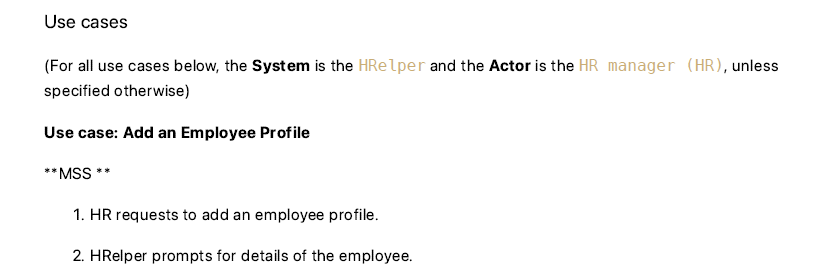 Use cases
(For all use cases below, the System is the HRelper and the Actor is the HR manager (HR), unless
specified otherwise)
Use case: Add an Employee Profile
**MSS **
1. HR requests to add an employee profile.
2. HRelper prompts for details of the employee.